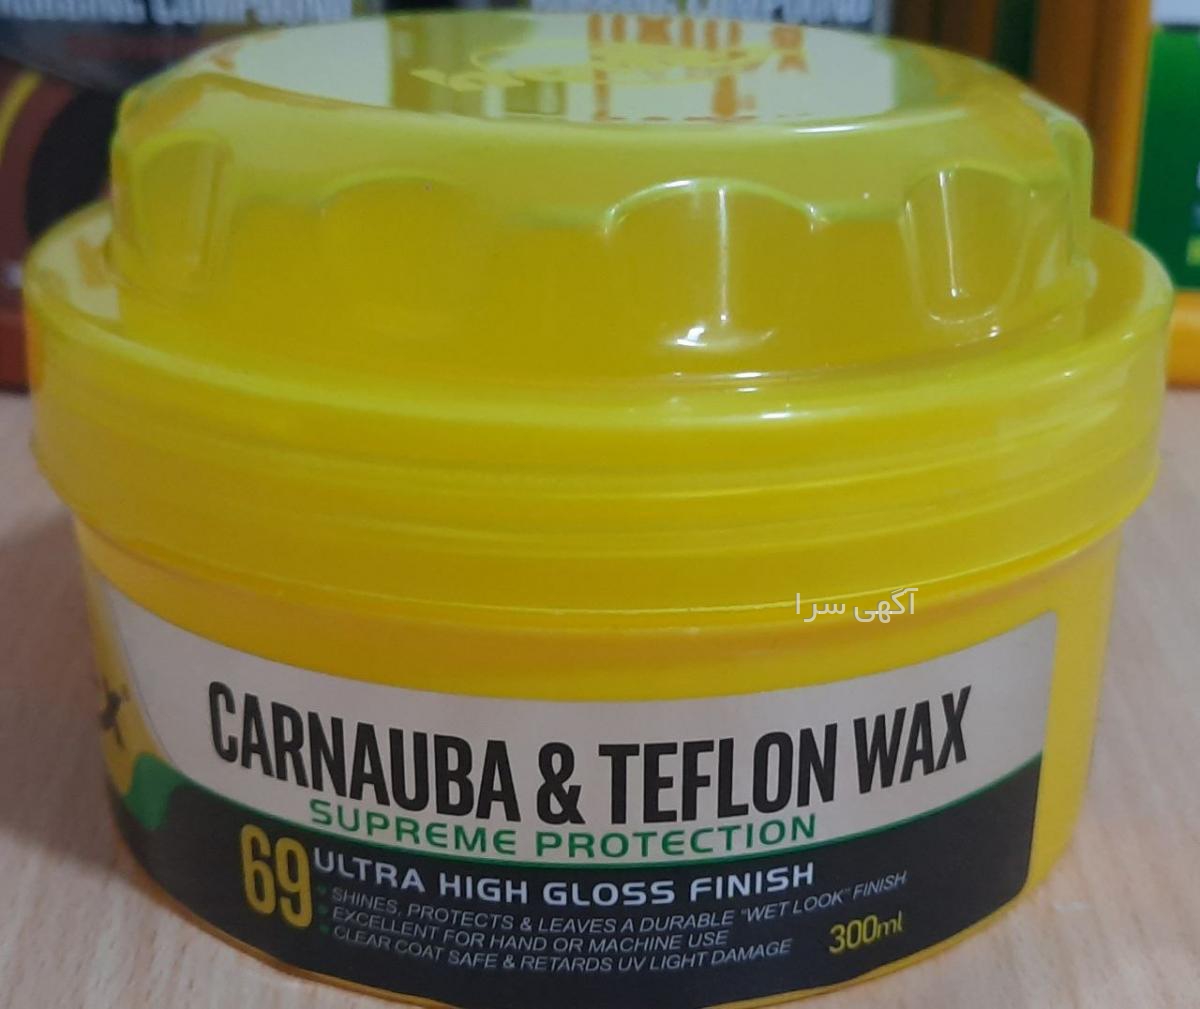 آگهی سرا
CARNAUBA & TEFLON WAX
SUPREME PROTECTION
69
ULTRA HIGH GLOSS FINISH
SHINES, PROTECTS & LEAVES A DURABLE "WET LOOK" FINISH
EXCELLENT FOR HAND OR MACHINE USE
CLEAR COAT SAFE & RETARDS UV LIGHT DAMAGE
300ml